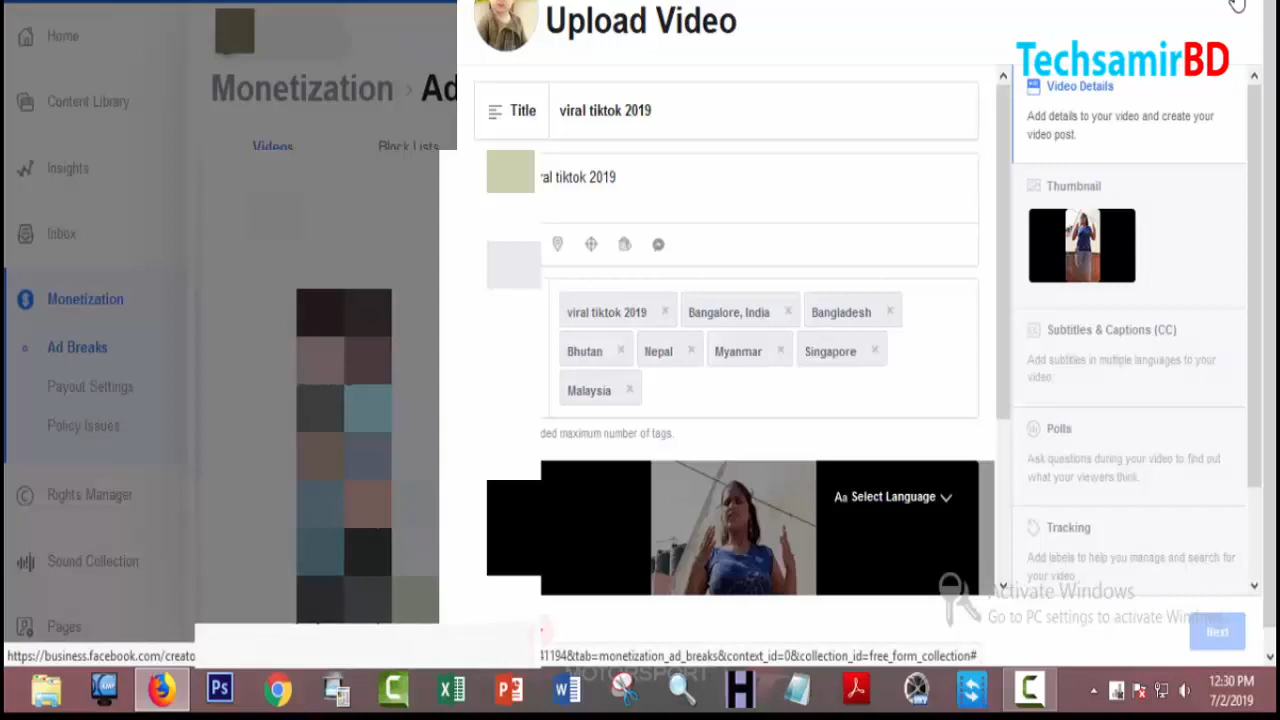 Home
Content Library
Insights
Inbox
Monetization
Ad Breaks
Payout Settings
Policy Issues
Rights Manager
Sound Collection
Pages
Monetization › Ad
Videos
Block Lists
Upload Video
TechsamirBD
Title
viral tiktok 2019
ral tiktok 2019
viral tiktok 2019 ×
Bangalore, India ×
Bangladesh ×
Bhutan ×
Nepal ×
Myanmar ×
Singapore ×
Malaysia ×
ded maximum number of tags.
Aa Select Language
Video Details
Add details to your video and create your
video post.
Thumbnail
Subtitles & Captions (CC)
Add subtitles in multiple languages to your
video.
Polls
Ask questions during your video to find out
what your viewers think.
Tracking
Add labels to help you manage and search for
your video
Activate Windows
Go to PC settings to activate Windows.
Next
https://business.facebook.com/creato
41194&tab=monetization_ad_breaks&context_id=0&collection_id=free_form_collection#
MOTORSPORT
Ps
12:30 PM
7/2/2019